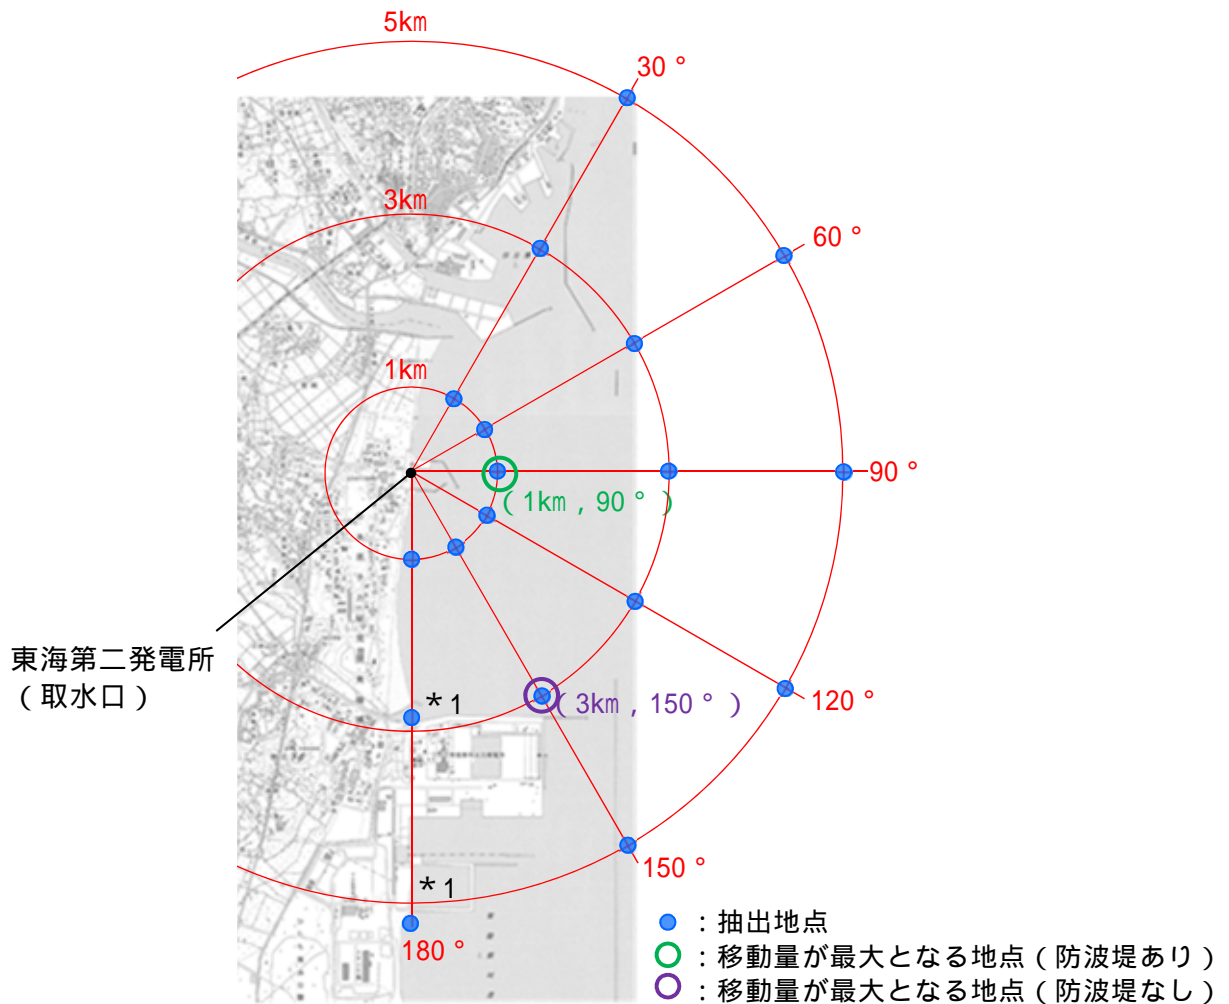 5km
30°
3km
60°
1km
90°
(1km,90°)
東海第二発電所
(取水口)
*1
(3km,150°)
120°
150°
*1
180°
:抽出地点
:移動量が最大となる地点(防波堤あり)
:移動量が最大となる地点(防波堤なし)